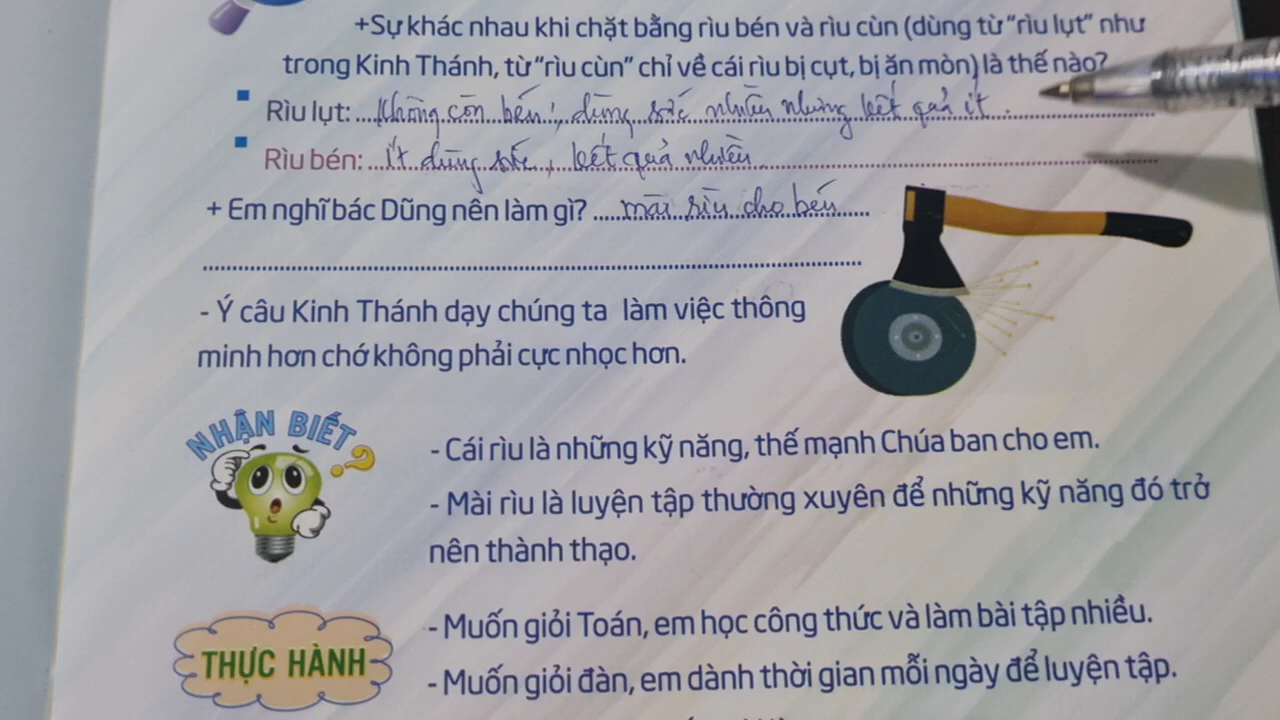 +Sự khác nhau khi chặt bằng rìu bén và rìu cùn (dùng từ “rìu lụt” như
trong Kinh Thánh, từ “rìu cùn” chỉ về cái rìu bị cụt, bị ăn mòn) là thế nào?
Rìu lụt: không còn bén, dùng sức nhiều nhưng kết quả ít.
Rìu bén: ít dùng sức, kết quả nhiều
+ Em nghĩ bác Dũng nên làm gì? mài rìu cho bén
- Ý câu Kinh Thánh dạy chúng ta làm việc thông
minh hơn chớ không phải cực nhọc hơn.
NHẬN BIẾT ?
- Cái rìu là những kỹ năng, thế mạnh Chúa ban cho em.
- Mài rìu là luyện tập thường xuyên để những kỹ năng đó trở
nên thành thạo.
THỰC HÀNH
- Muốn giỏi Toán, em học công thức và làm bài tập nhiều.
- Muốn giỏi đàn, em dành thời gian mỗi ngày để luyện tập.